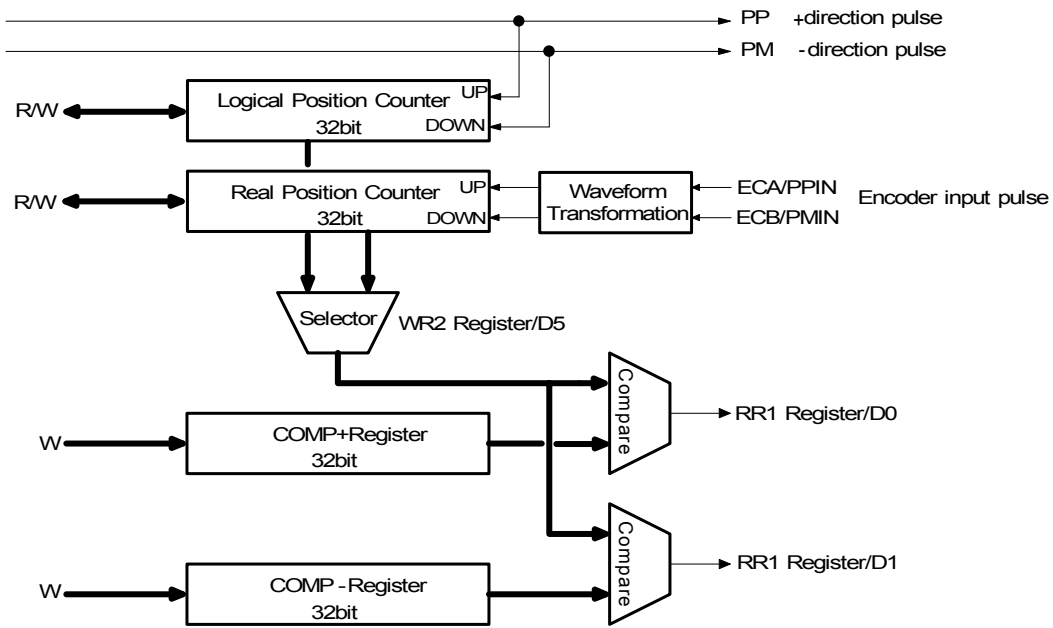 PP +direction pulse
PM -direction pulse
Logical Position Counter
32bit
UP
DOWN
R/W
Real Position Counter
32bit
UP
DOWN
R/W
Waveform
Transformation
ECA/PPIN
ECB/PMIN
Encoder input pulse
Selector
WR2 Register/D5
Compare
RR1 Register/D0
W
COMP+Register
32bit
Compare
RR1 Register/D1
W
COMP-Register
32bit